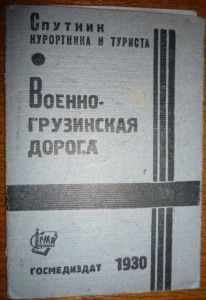 Спутник
курортника и туриста
Военно-
грузинская
дорога
Госмедиздат 1930